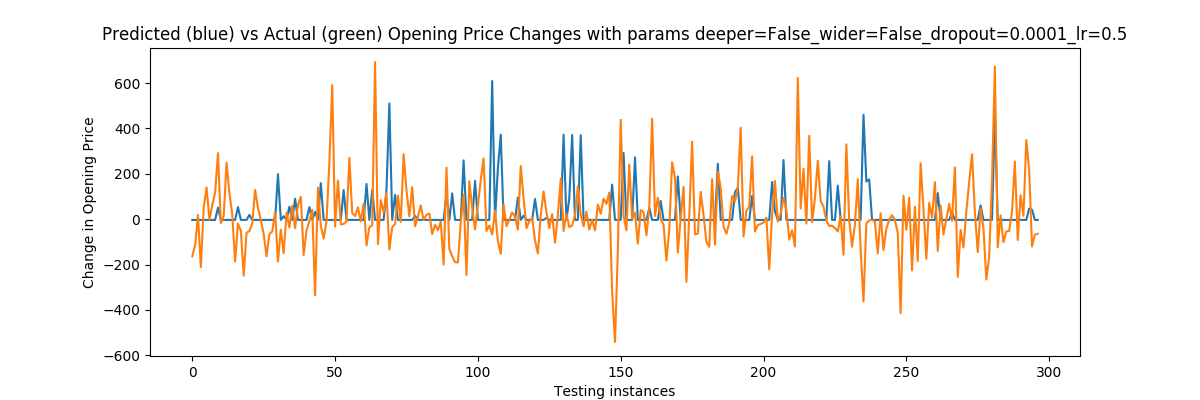 Predicted (blue) vs Actual (green) Opening Price Changes with params deeper=False_wider=False_dropout=0.0001_lr=0.5
Change in Opening Price
600
400
200
0
−200
−400
−600
0 50 100 150 200 250 300
Testing instances